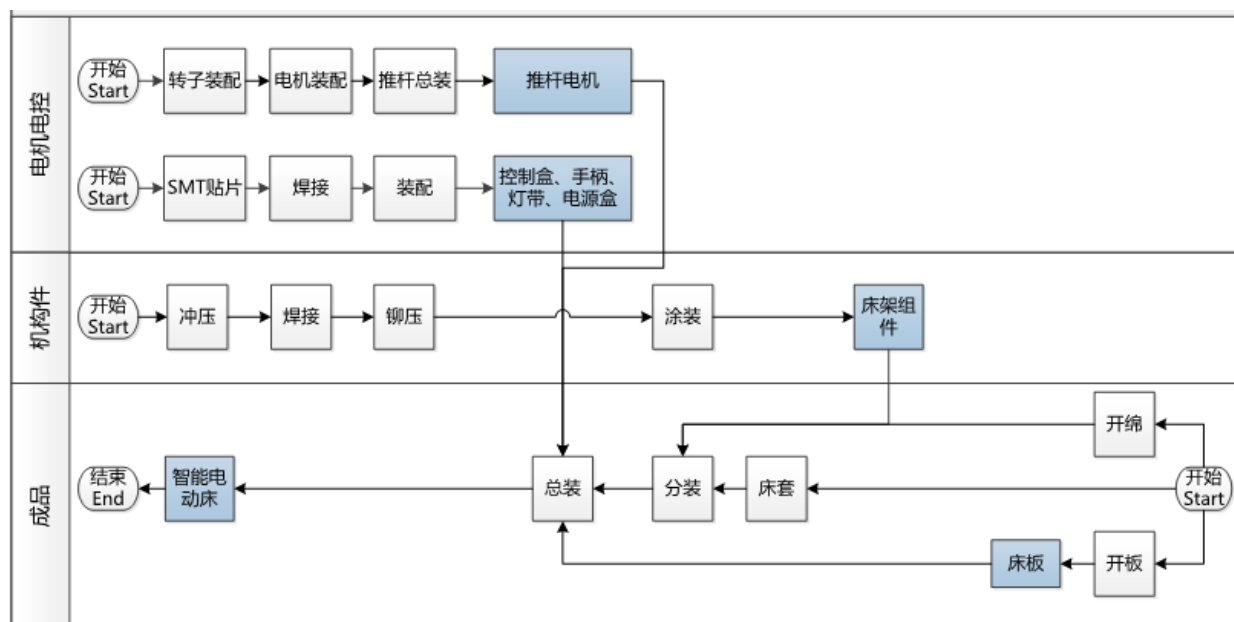 电机电控
开始
Start
转子装配
电机装配
推杆总装
推杆电机
开始
Start
SMT贴片
焊接
装配
控制盒、手柄、
灯带、电源盒
机构件
开始
Start
冲压
焊接
铆压
涂装
床架组
件
成品
开绵
结束
End
智能电
动床
总装
分装
床套
开始
Start
床板
开板